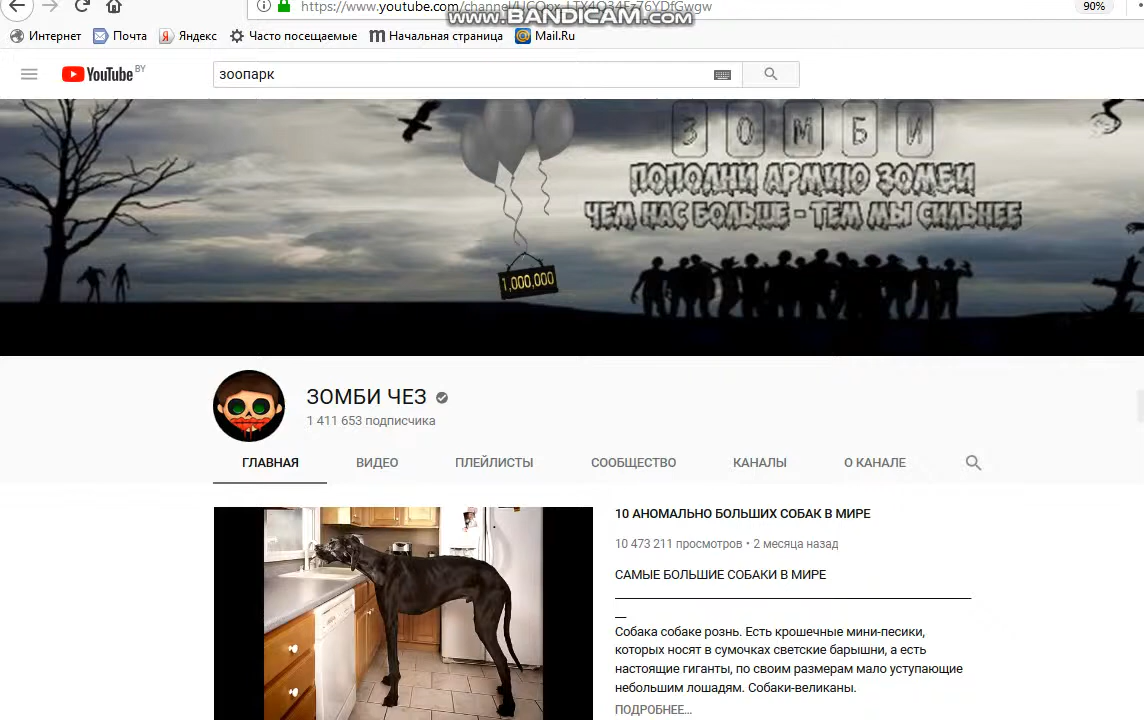 https://www.youtube.com/channel/
90%
www.BANDICAM.com
Интернет Почта Яндекс Часто посещаемые Начальная страница Mail.Ru
YouTube BY
зоопарк
ЗОМБИ
ПОПОЛНИ АРМИЮ ЗОМБИ
ЧЕМ НАС БОЛЬШЕ - ТЕМ МЫ СИЛЬНЕЕ
1,000,000
ЗОМБИ ЧЕЗ
1 411 653 подписчика
ГЛАВНАЯ ВИДЕО ПЛЕЙЛИСТЫ СООБЩЕСТВО КАНАЛЫ О КАНАЛЕ
10 АНОМАЛЬНО БОЛЬШИХ СОБАК В МИРЕ
10 473 211 просмотров • 2 месяца назад
САМЫЕ БОЛЬШИЕ СОБАКИ В МИРЕ
Собака собаке рознь. Есть крошечные мини-песики,
которых носят в сумочках светские барышни, а есть
настоящие гиганты, по своим размерам мало уступающие
небольшим лошадям. Собаки-великаны.
ПОДРОБНЕЕ...